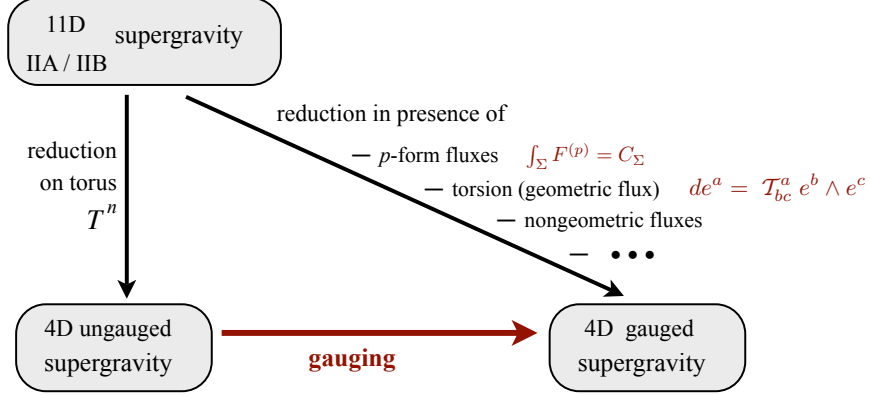 11D
IIA / IIB supergravity
reduction in presence of
reduction
on torus
T^n
– p-form fluxes ∫_Σ F^(p) = C_Σ
– torsion (geometric flux) de^a = 𝒯^a_bc e^b ∧ e^c
– nongeometric fluxes
– •••
4D ungauged
supergravity
gauging
4D gauged
supergravity